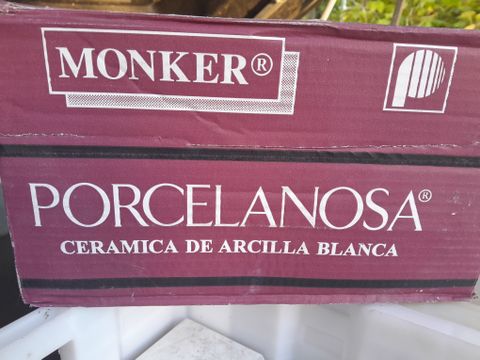 MONKER®
PORCELANOSA®
CERAMICA DE ARCILLA BLANCA